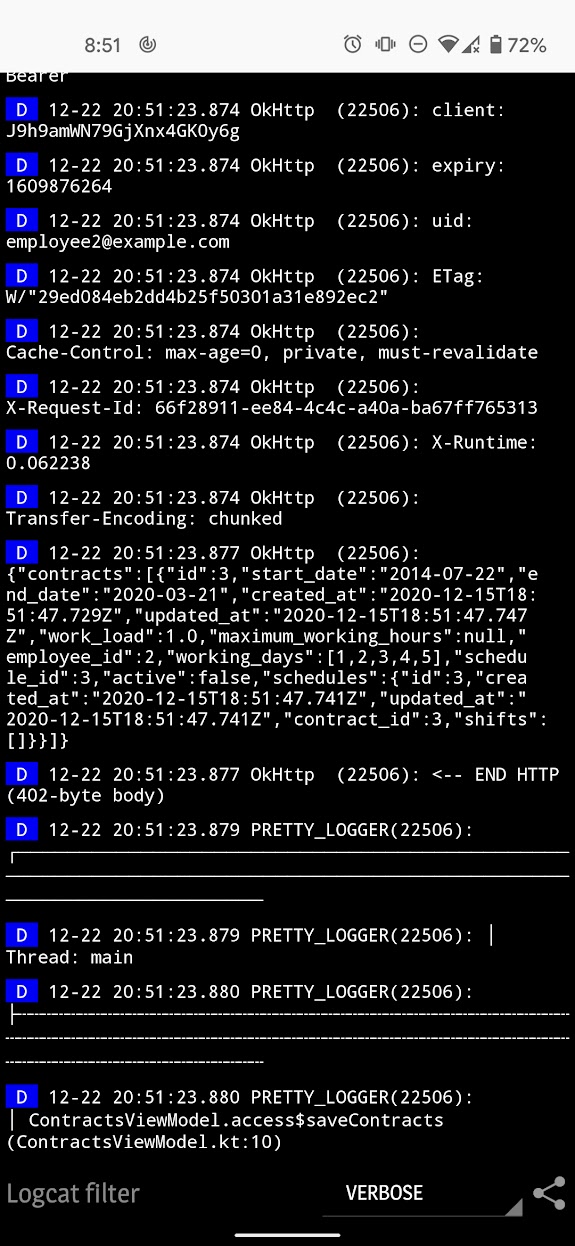 8:51
72%
Bearer
D 12-22 20:51:23.874 OkHttp (22506): client:
J9h9amWN79GjXnx4GK0y6g
D 12-22 20:51:23.874 OkHttp (22506): expiry:
1609876264
D 12-22 20:51:23.874 OkHttp (22506): uid:
employee2@example.com
D 12-22 20:51:23.874 OkHttp (22506): ETag:
W/"29ed084eb2dd4b25f50301a31e892ec2"
D 12-22 20:51:23.874 OkHttp (22506):
Cache-Control: max-age=0, private, must-revalidate
D 12-22 20:51:23.874 OkHttp (22506):
X-Request-Id: 66f28911-ee84-4c4c-a40a-ba67ff765313
D 12-22 20:51:23.874 OkHttp (22506): X-Runtime:
0.062238
D 12-22 20:51:23.874 OkHttp (22506):
Transfer-Encoding: chunked
D 12-22 20:51:23.877 OkHttp (22506):
{"contracts":[{"id":3,"start_date":"2014-07-22","e
nd_date":"2020-03-21","created_at":"2020-12-15T18:
51:47.729Z","updated_at":"2020-12-15T18:51:47.747
Z","work_load":1.0,"maximum_working_hours":null,"
employee_id":2,"working_days":[1,2,3,4,5],"schedu
le_id":3,"active":false,"schedules":{"id":3,"crea
ted_at":"2020-12-15T18:51:47.741Z","updated_at":"
2020-12-15T18:51:47.741Z","contract_id":3,"shifts":
[]}}]}
D 12-22 20:51:23.877 OkHttp (22506): <-- END HTTP
(402-byte body)
D 12-22 20:51:23.879 PRETTY_LOGGER(22506):
D 12-22 20:51:23.879 PRETTY_LOGGER(22506): │
Thread: main
D 12-22 20:51:23.880 PRETTY_LOGGER(22506):
D 12-22 20:51:23.880 PRETTY_LOGGER(22506):
│ ContractsViewModel.access$saveContracts
(ContractsViewModel.kt:10)
Logcat filter
VERBOSE